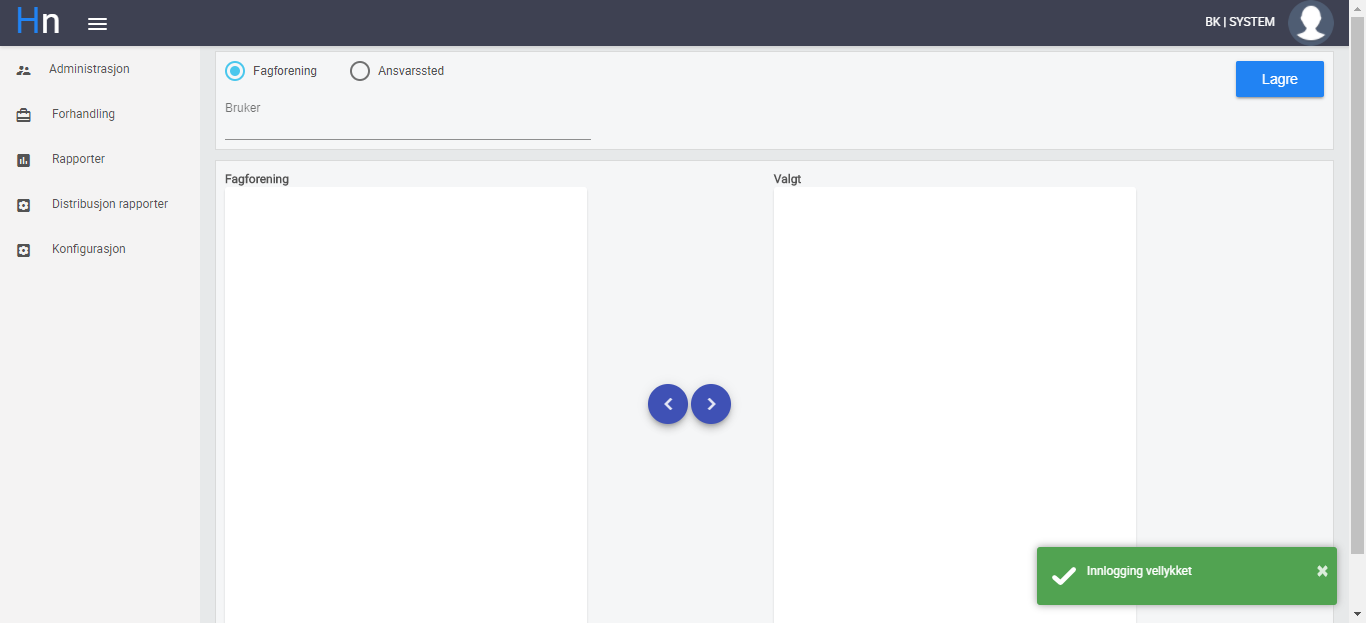 Hn
BK | SYSTEM
Administrasjon
Forhandling
Rapporter
Distribusjon rapporter
Konfigurasjon
Fagforening
Ansvarssted
Lagre
Bruker
Fagforening
Valgt
Innlogging vellykket